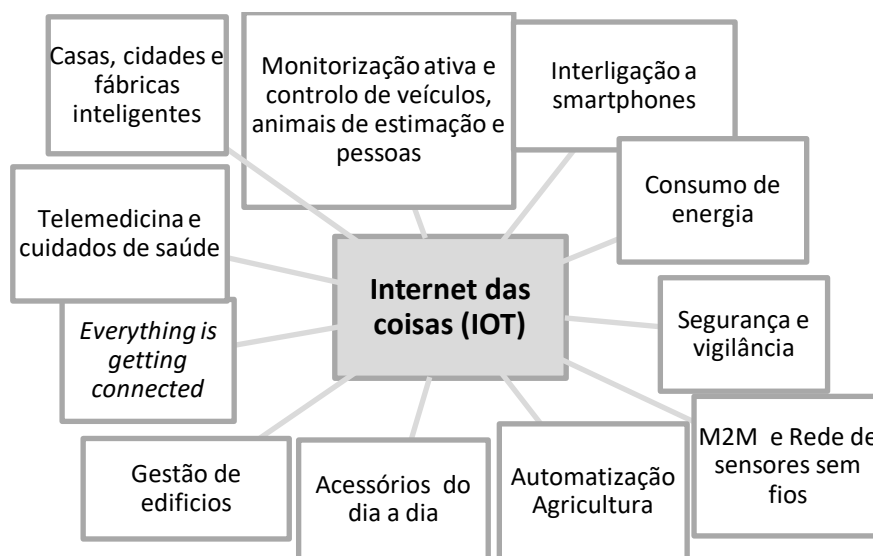 Casas, cidades e
fábricas
inteligentes
Monitorização ativa e
controlo de veículos,
animais de estimação e
pessoas
Interligação a
smartphones
Consumo de
energia
Telemedicina e
cuidados de saúde
Internet das
coisas (IOT)
Segurança e
vigilância
Everything is
getting
connected
M2M e Rede de
sensores sem
fios
Gestão de
edificios
Acessórios do
dia a dia
Automatização
Agricultura